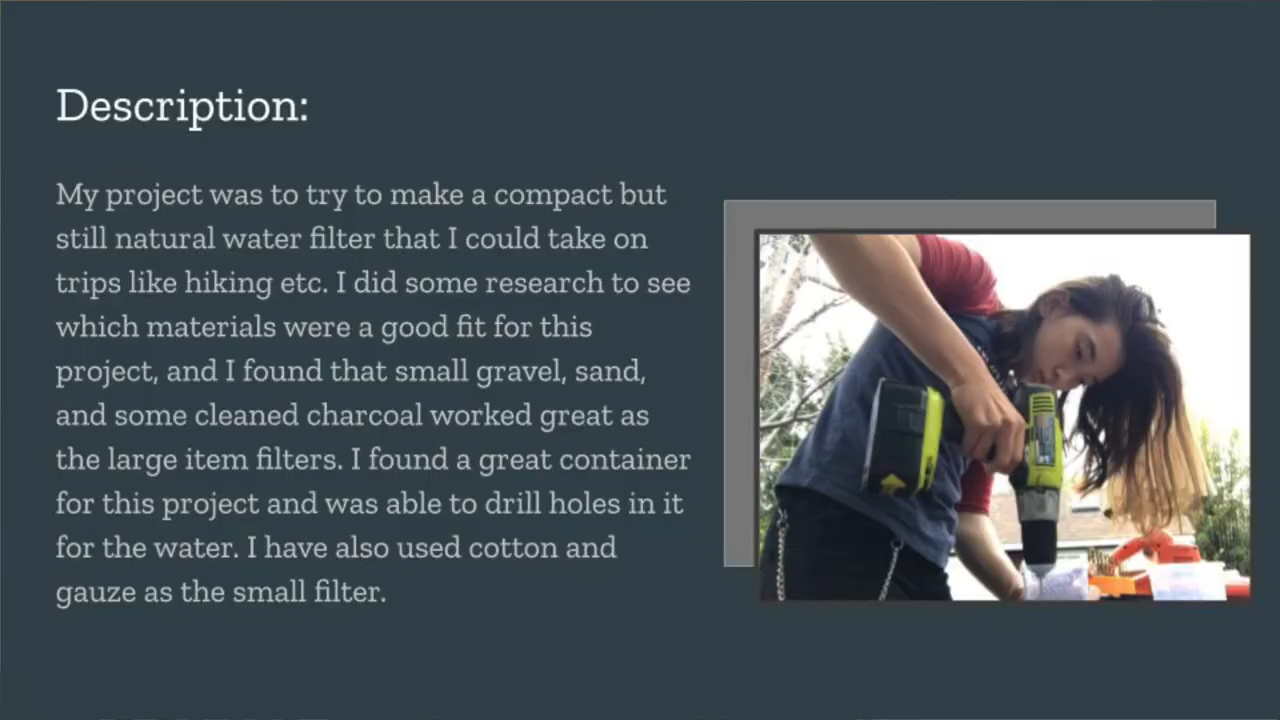 Description:
My project was to try to make a compact but
still natural water filter that I could take on
trips like hiking etc. I did some research to see
which materials were a good fit for this
project, and I found that small gravel, sand,
and some cleaned charcoal worked great as
the large item filters. I found a great container
for this project and was able to drill holes in it
for the water. I have also used cotton and
gauze as the small filter.